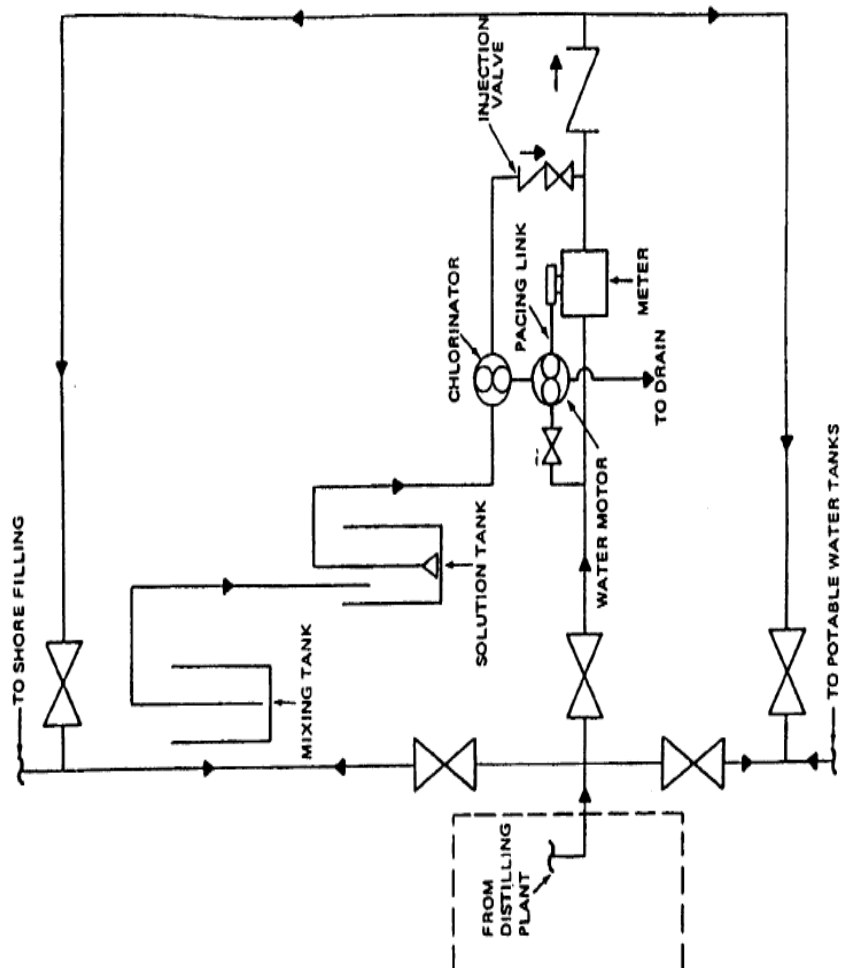 TO SHORE FILLING
MIXING TANK
SOLUTION TANK
CHLORINATOR
INJECTION
VALVE
PACING LINK
METER
TO DRAIN
WATER MOTOR
FROM
DISTILLING
PLANT
TO POTABLE WATER TANKS